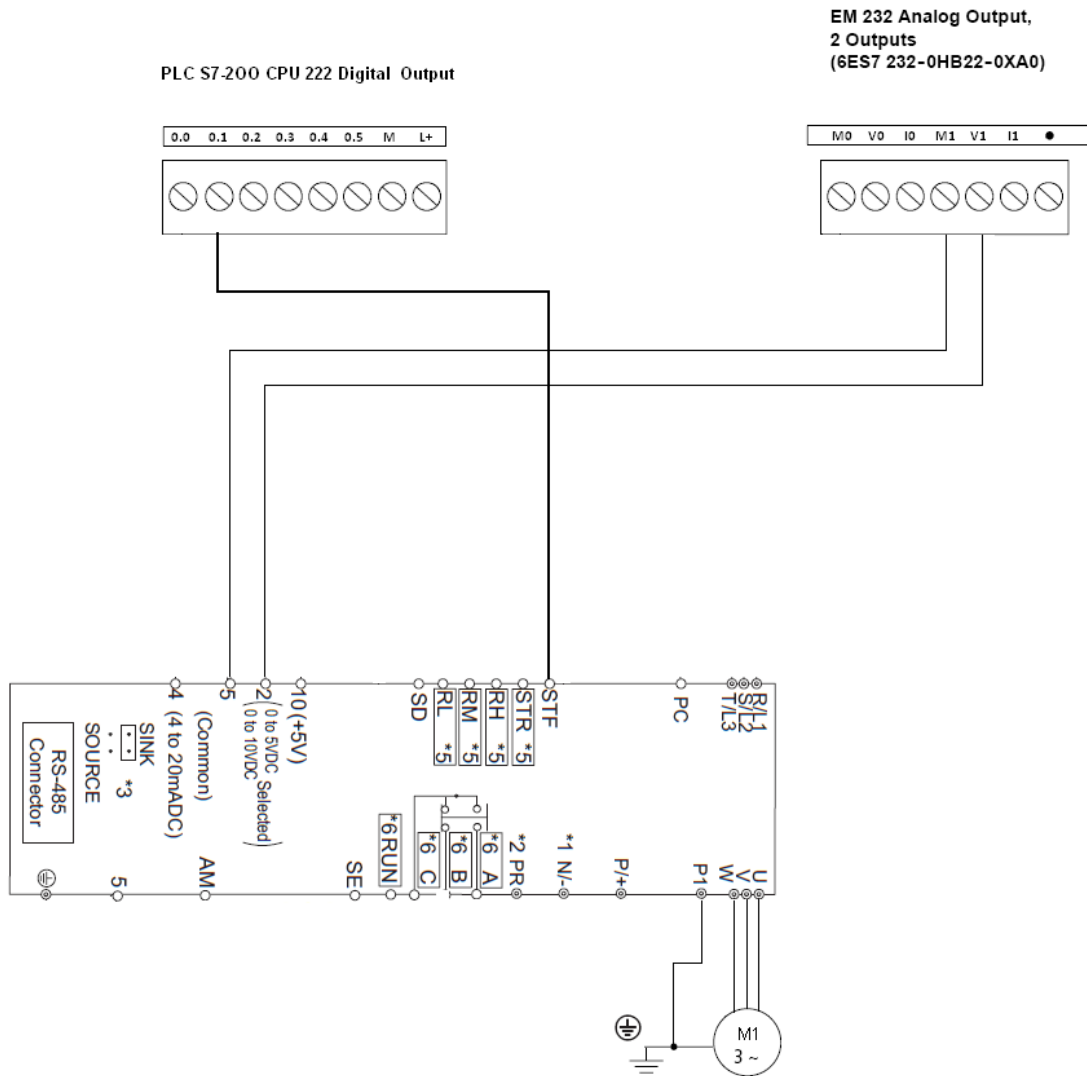 EM 232 Analog Output,
2 Outputs
(6ES7 232-0HB22-0XA0)
PLC S7-200 CPU 222 Digital Output
0.0 0.1 0.2 0.3 0.4 0.5 M L+
M0 V0 I0 M1 V1 I1 ●
4 (4 to 20mADC)
5 (Common)
2 (0 to 5VDC Selected
0 to 10VDC)
10 (+5V)
SD
RL *5
RM *5
RH *5
STR *5
STF
PC
T/L3
S/L2
R/L1
RS-485
Connector
SOURCE
SINK
*3
5
AM
SE
*6 RUN
*6 C
*6 B
*6 A
*2 PR
*1 N/-
P/+
P1
W
V
U
M1
3 ~